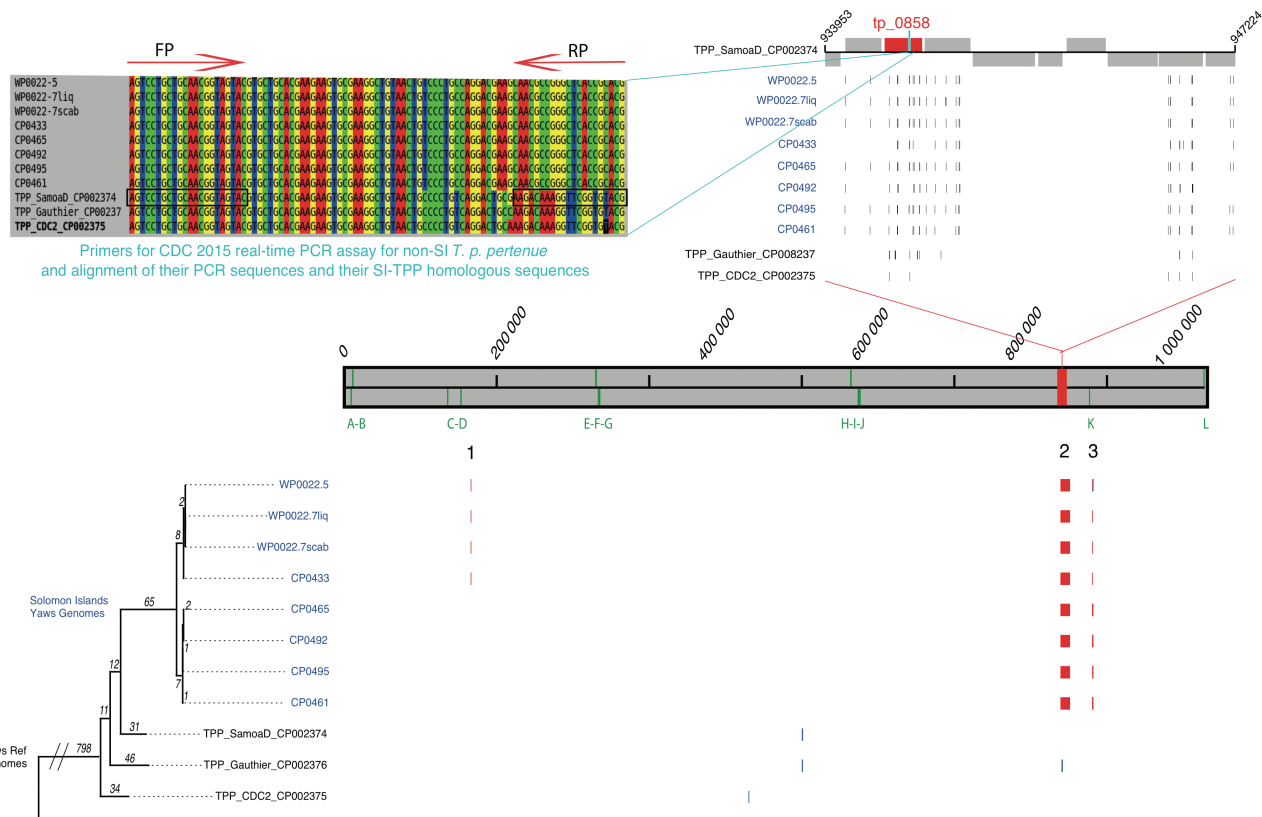 FP
RP
WP0022-5
WP0022-7liq
WP0022-7scab
CP0433
CP0465
CP0492
CP0495
CP0461
TPP_SamoaD_CP002374
TPP_Gauthier_CP00237
TPP_CDC2_CP002375
Primers for CDC 2015 real-time PCR assay for non-SI T. p. pertenue
and alignment of their PCR sequences and their SI-TPP homologous sequences
933953
tp_0858
947224
TPP_SamoaD_CP002374
WP0022.5
WP0022.7liq
WP0022.7scab
CP0433
CP0465
CP0492
CP0495
CP0461
TPP_Gauthier_CP008237
TPP_CDC2_CP002375
0
200 000
400 000
600 000
800 000
1 000 000
A-B
C-D
E-F-G
H-I-J
K
L
1
2
3
WP0022.5
2
WP0022.7liq
8
WP0022.7scab
CP0433
Solomon Islands
Yaws Genomes
65
2
CP0465
1
CP0492
12
7
CP0495
1
CP0461
11
31
TPP_SamoaD_CP002374
ws Ref
omes
798
46
TPP_Gauthier_CP002376
34
TPP_CDC2_CP002375